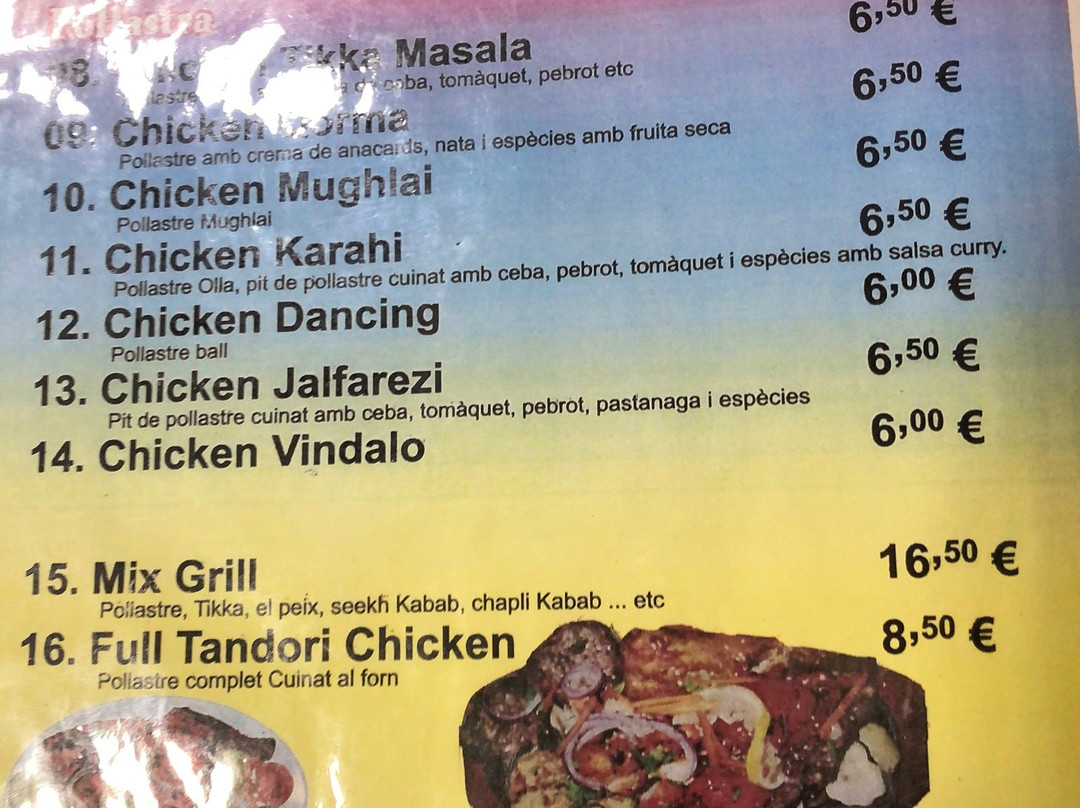 Pollastra
08. Tikka Masala 6,50 €
ceba, tomàquet, pebrot etc
09. Chicken Korma 6,50 €
Pollastre amb crema de anacards, nata i espècies amb fruita seca
10. Chicken Mughlai 6,50 €
Pollastre Mughlai
11. Chicken Karahi 6,50 €
Pollastre Olla, pit de pollastre cuinat amb ceba, pebrot, tomàquet i espècies amb salsa curry.
12. Chicken Dancing 6,00 €
Pollastre ball
13. Chicken Jalfarezi 6,50 €
Pit de pollastre cuinat amb ceba, tomàquet, pebrot, pastanaga i espècies
14. Chicken Vindalo 6,00 €
15. Mix Grill 16,50 €
Pollastre, Tikka, el peix, seekh Kabab, chapli Kabab ... etc
16. Full Tandori Chicken 8,50 €
Pollastre complet Cuinat al forn